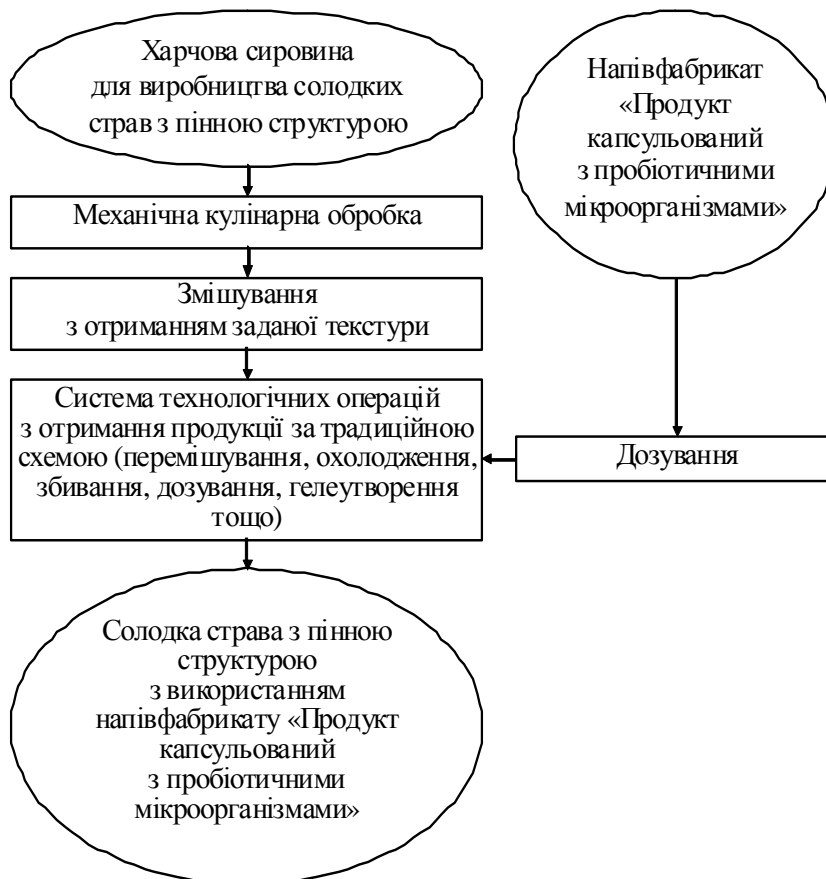 Харчова сировина
для виробництва солодких
страв з пінною структурою
Напівфабрикат
«Продукт
капсульований
з пробіотичними
мікроорганізмами»
Механічна кулінарна обробка
Змішування
з отриманням заданої текстури
Система технологічних операцій
з отримання продукції за традиційною
схемою (перемішування, охолодження,
збивання, дозування, гелеутворення
тощо)
Дозування
Солодка страва з пінною
структурою
з використанням
напівфабрикату «Продукт
капсульований
з пробіотичними
мікроорганізмами»